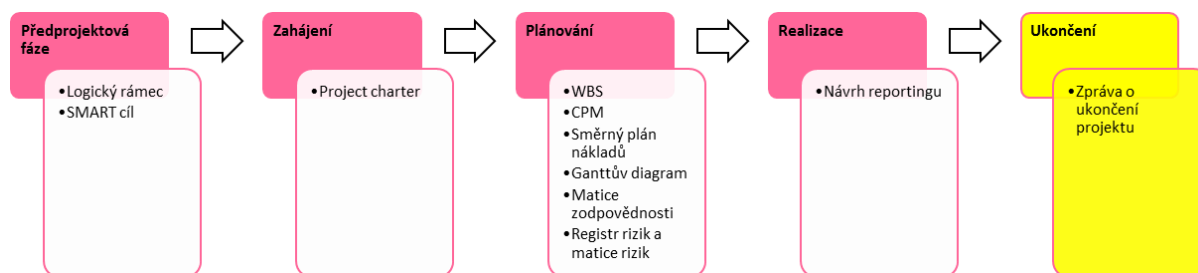 Předprojektová
fáze
•Logický rámec
•SMART cíl
Zahájení
•Project charter
Plánování
•WBS
•CPM
•Směrný plán
nákladů
•Ganttův diagram
•Matice
zodpovědnosti
•Registr rizik a
matice rizik
Realizace
•Návrh reportingu
Ukončení
•Zpráva o
ukončení
projektu